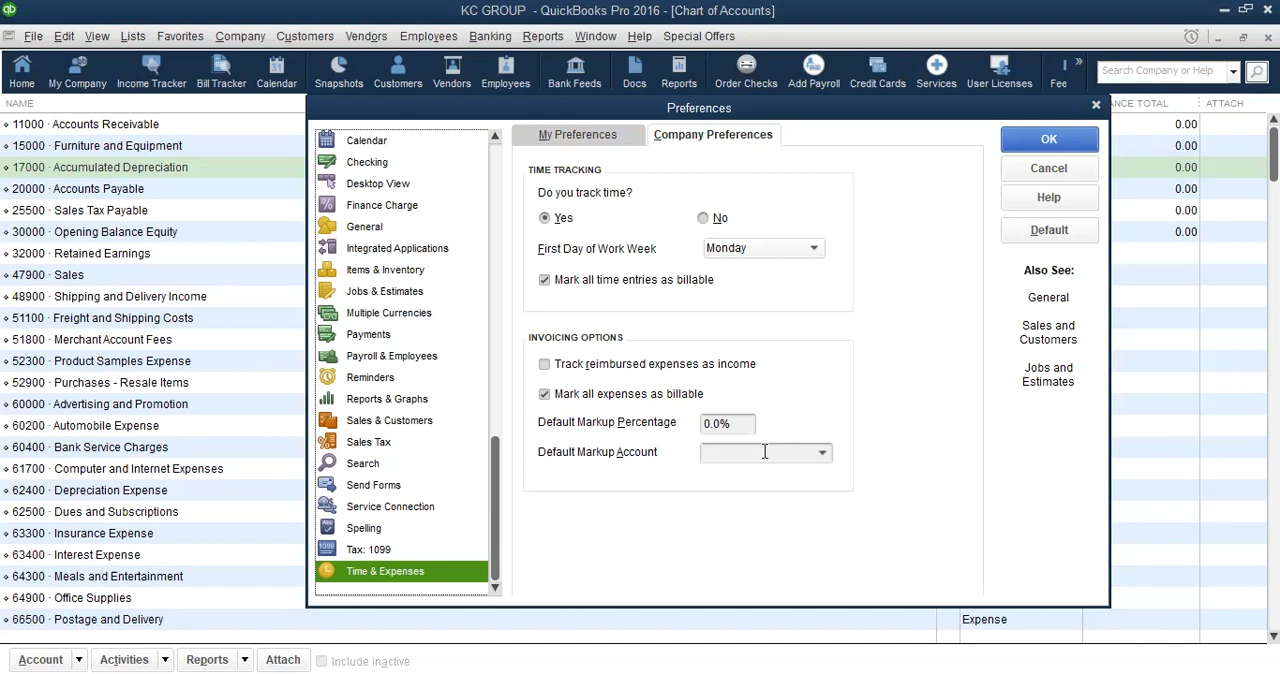 qb
KC GROUP - QuickBooks Pro 2016 - [Chart of Accounts]
File Edit View Lists Favorites Company Customers Vendors Employees Banking Reports Window Help Special Offers
Home My Company Income Tracker Bill Tracker Calendar Snapshots Customers Vendors Employees Bank Feeds Docs Reports Order Checks Add Payroll Credit Cards Services User Licenses Fee » Search Company or Help
NAME
ANCE TOTAL ATTACH
Preferences
11000 · Accounts Receivable
0.00
15000 · Furniture and Equipment
0.00
17000 · Accumulated Depreciation
0.00
20000 · Accounts Payable
0.00
25500 · Sales Tax Payable
0.00
30000 · Opening Balance Equity
0.00
32000 · Retained Earnings
47900 · Sales
48900 · Shipping and Delivery Income
51100 · Freight and Shipping Costs
51800 · Merchant Account Fees
52300 · Product Samples Expense
52900 · Purchases - Resale Items
60000 · Advertising and Promotion
60200 · Automobile Expense
60400 · Bank Service Charges
61700 · Computer and Internet Expenses
62400 · Depreciation Expense
62500 · Dues and Subscriptions
63300 · Insurance Expense
63400 · Interest Expense
64300 · Meals and Entertainment
64900 · Office Supplies
66500 · Postage and Delivery
Expense
Calendar
Checking
Desktop View
Finance Charge
General
Integrated Applications
Items & Inventory
Jobs & Estimates
Multiple Currencies
Payments
Payroll & Employees
Reminders
Reports & Graphs
Sales & Customers
Sales Tax
Search
Send Forms
Service Connection
ABC
Spelling
1099
Tax: 1099
Time & Expenses
My Preferences Company Preferences
TIME TRACKING
Do you track time?
Yes No
First Day of Work Week Monday
Mark all time entries as billable
INVOICING OPTIONS
Track reimbursed expenses as income
Mark all expenses as billable
Default Markup Percentage 0.0%
Default Markup Account
OK
Cancel
Help
Default
Also See:
General
Sales and
Customers
Jobs and
Estimates
Account Activities Reports Attach Include inactive